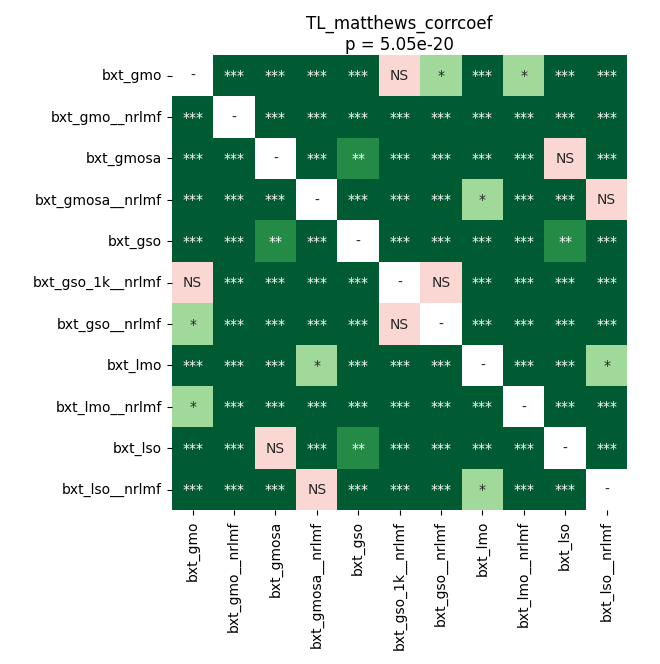 TL_matthews_corrcoef
p = 5.05e-20
bxt_gmo - *** *** *** *** NS * *** * *** ***
bxt_gmo__nrlmf *** - *** *** *** *** *** *** *** *** ***
bxt_gmosa *** *** - *** ** *** *** *** *** NS ***
bxt_gmosa__nrlmf *** *** *** - *** *** *** * *** *** NS
bxt_gso *** *** ** *** - *** *** *** *** ** ***
bxt_gso_1k__nrlmf NS *** *** *** *** - NS *** *** *** ***
bxt_gso__nrlmf * *** *** *** *** NS - *** *** *** ***
bxt_lmo *** *** *** * *** *** *** - *** *** *
bxt_lmo__nrlmf * *** *** *** *** *** *** *** - *** ***
bxt_lso *** *** NS *** ** *** *** *** *** - ***
bxt_lso__nrlmf *** *** *** NS *** *** *** * *** *** -
bxt_gmo
bxt_gmo__nrlmf
bxt_gmosa
bxt_gmosa__nrlmf
bxt_gso
bxt_gso_1k__nrlmf
bxt_gso__nrlmf
bxt_lmo
bxt_lmo__nrlmf
bxt_lso
bxt_lso__nrlmf